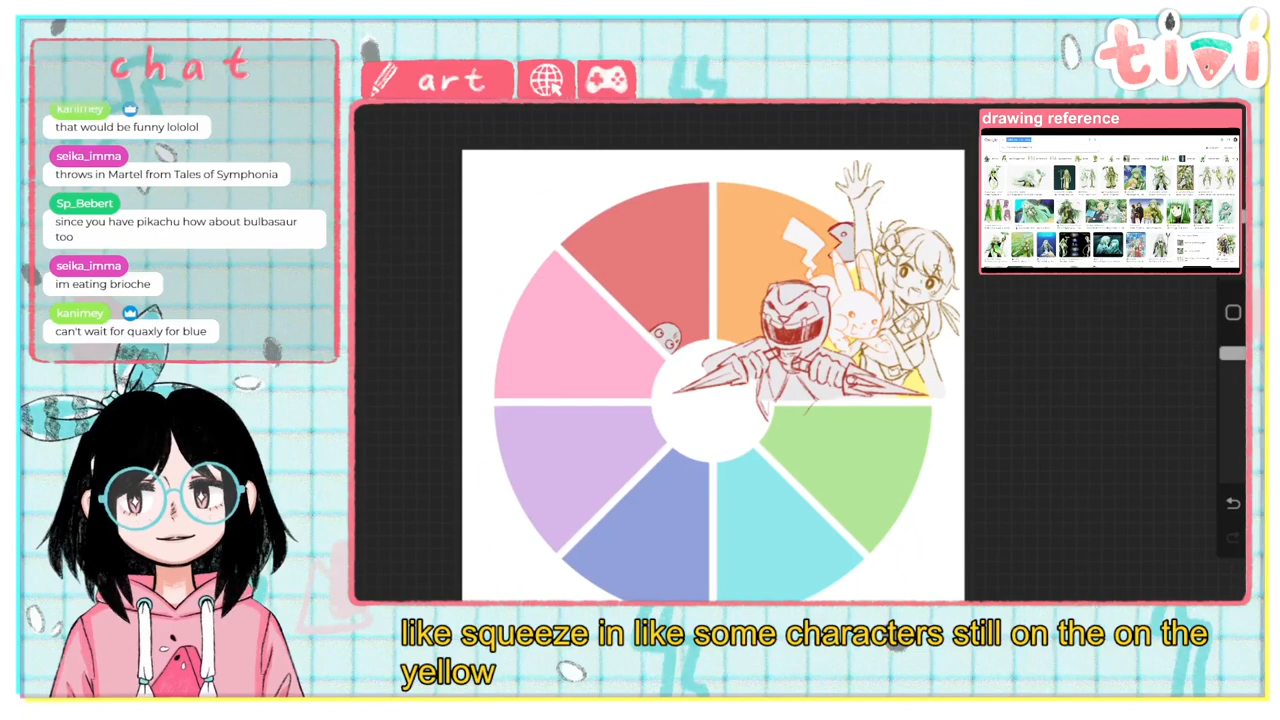 chat
kanimey
that would be funny lololol
seika_imma
throws in Martel from Tales of Symphonia
Sp_Bebert
since you have pikachu how about bulbasaur
too
seika_imma
im eating brioche
kanimey
can't wait for quaxly for blue
art
tivi
drawing reference
like squeeze in like some characters still on the on the
yellow